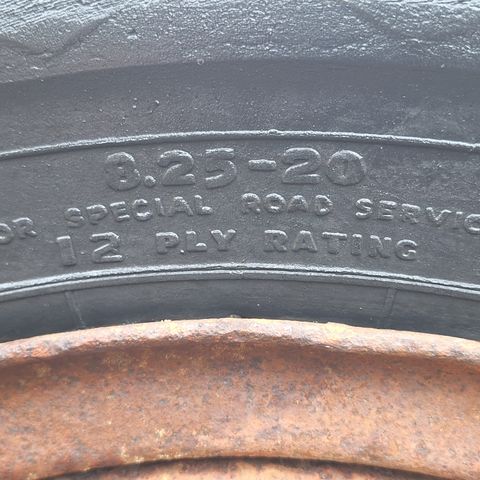 8.25-20
OR SPECIAL ROAD SERVIC
12 PLY RATING